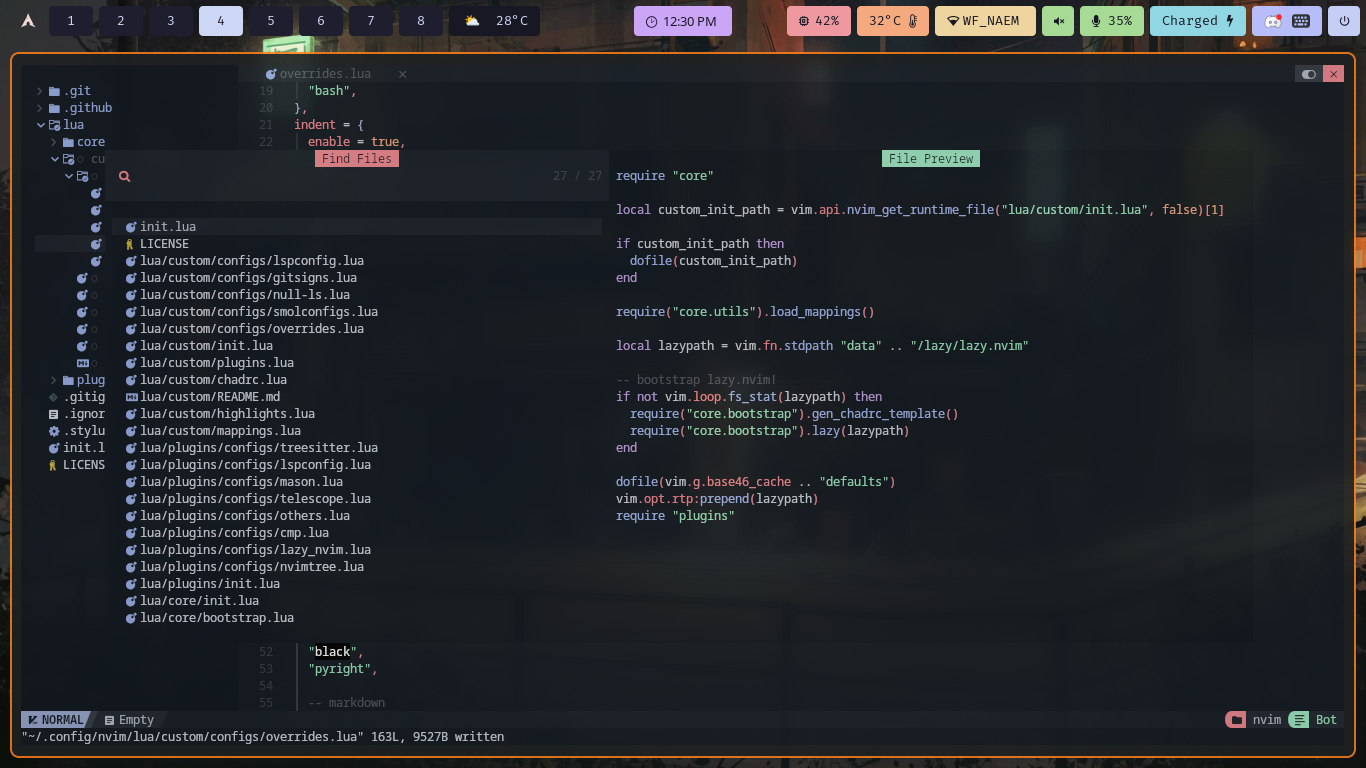 1 2 3 4 5 6 7 8 28°C 12:30 PM 42% 32°C WF_NAEM 35% Charged
overrides.lua
.git
.github
lua
core
cu
plug
.gitig
.ignor
.stylu
init.l
LICENS
19 "bash",
20 },
21 indent = {
22 enable = true,
Find Files
27 / 27
init.lua
LICENSE
lua/custom/configs/lspconfig.lua
lua/custom/configs/gitsigns.lua
lua/custom/configs/null-ls.lua
lua/custom/configs/smolconfigs.lua
lua/custom/configs/overrides.lua
lua/custom/init.lua
lua/custom/plugins.lua
lua/custom/chadrc.lua
lua/custom/README.md
lua/custom/highlights.lua
lua/custom/mappings.lua
lua/plugins/configs/treesitter.lua
lua/plugins/configs/lspconfig.lua
lua/plugins/configs/mason.lua
lua/plugins/configs/telescope.lua
lua/plugins/configs/others.lua
lua/plugins/configs/cmp.lua
lua/plugins/configs/lazy_nvim.lua
lua/plugins/configs/nvimtree.lua
lua/plugins/init.lua
lua/core/init.lua
lua/core/bootstrap.lua
File Preview
require "core"
local custom_init_path = vim.api.nvim_get_runtime_file("lua/custom/init.lua", false)[1]
if custom_init_path then
dofile(custom_init_path)
end
require("core.utils").load_mappings()
local lazypath = vim.fn.stdpath "data" .. "/lazy/lazy.nvim"
-- bootstrap lazy.nvim!
if not vim.loop.fs_stat(lazypath) then
require("core.bootstrap").gen_chadrc_template()
require("core.bootstrap").lazy(lazypath)
end
dofile(vim.g.base46_cache .. "defaults")
vim.opt.rtp:prepend(lazypath)
require "plugins"
52 "black",
53 "pyright",
54
55 -- markdown
NORMAL Empty nvim Bot
"~/.config/nvim/lua/custom/configs/overrides.lua" 163L, 9527B written